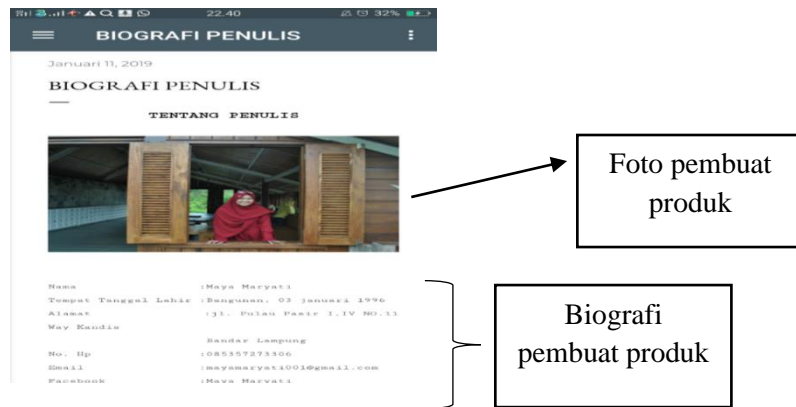 22.40
32%
BIOGRAFI PENULIS
Januari 11, 2019
BIOGRAFI PENULIS
TENTANG PENULIS
Foto pembuat
produk
Nama :Maya Maryati
Tempat Tanggal Lahir :Bangunan, 03 januari 1996
Alamat :jl. Pulau Pasir I,IV NO.11
Way Kandis
Bandar Lampung
No. Hp :085357273306
Email :mayamaryati001@gmail.com
Facebook :Maya Maryati
Biografi
pembuat produk